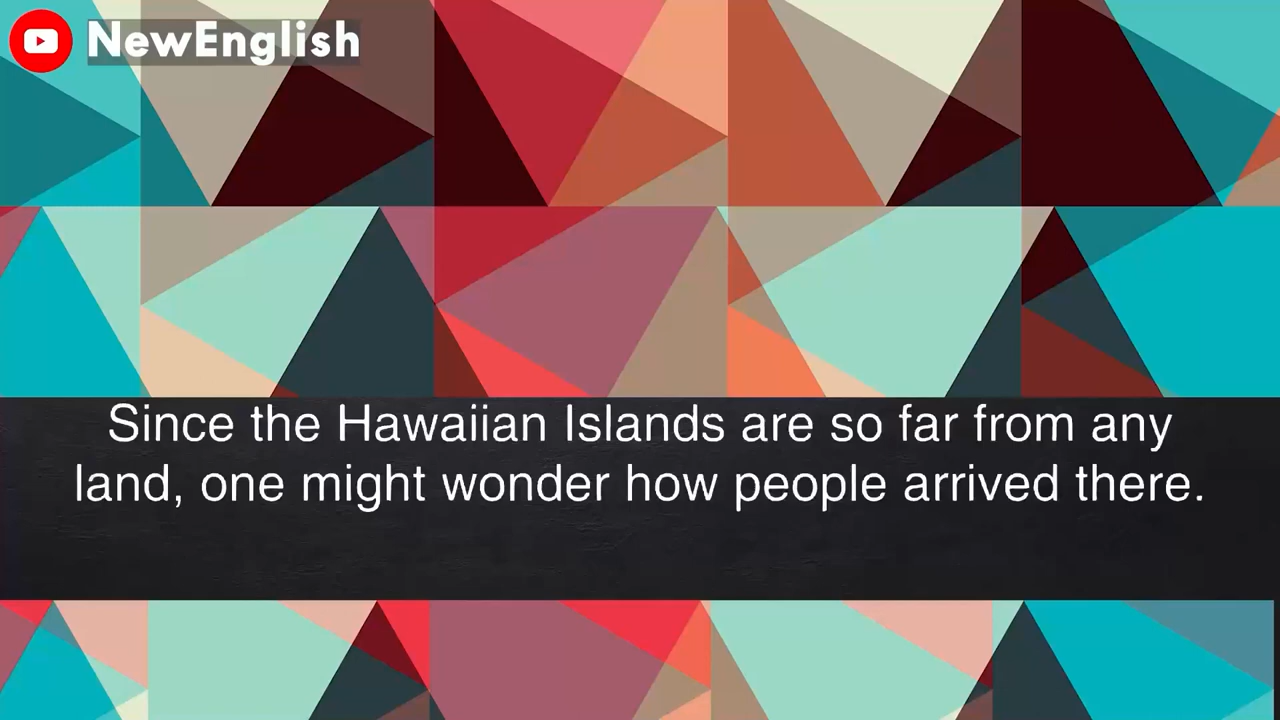 NewEnglish
Since the Hawaiian Islands are so far from any
land, one might wonder how people arrived there.